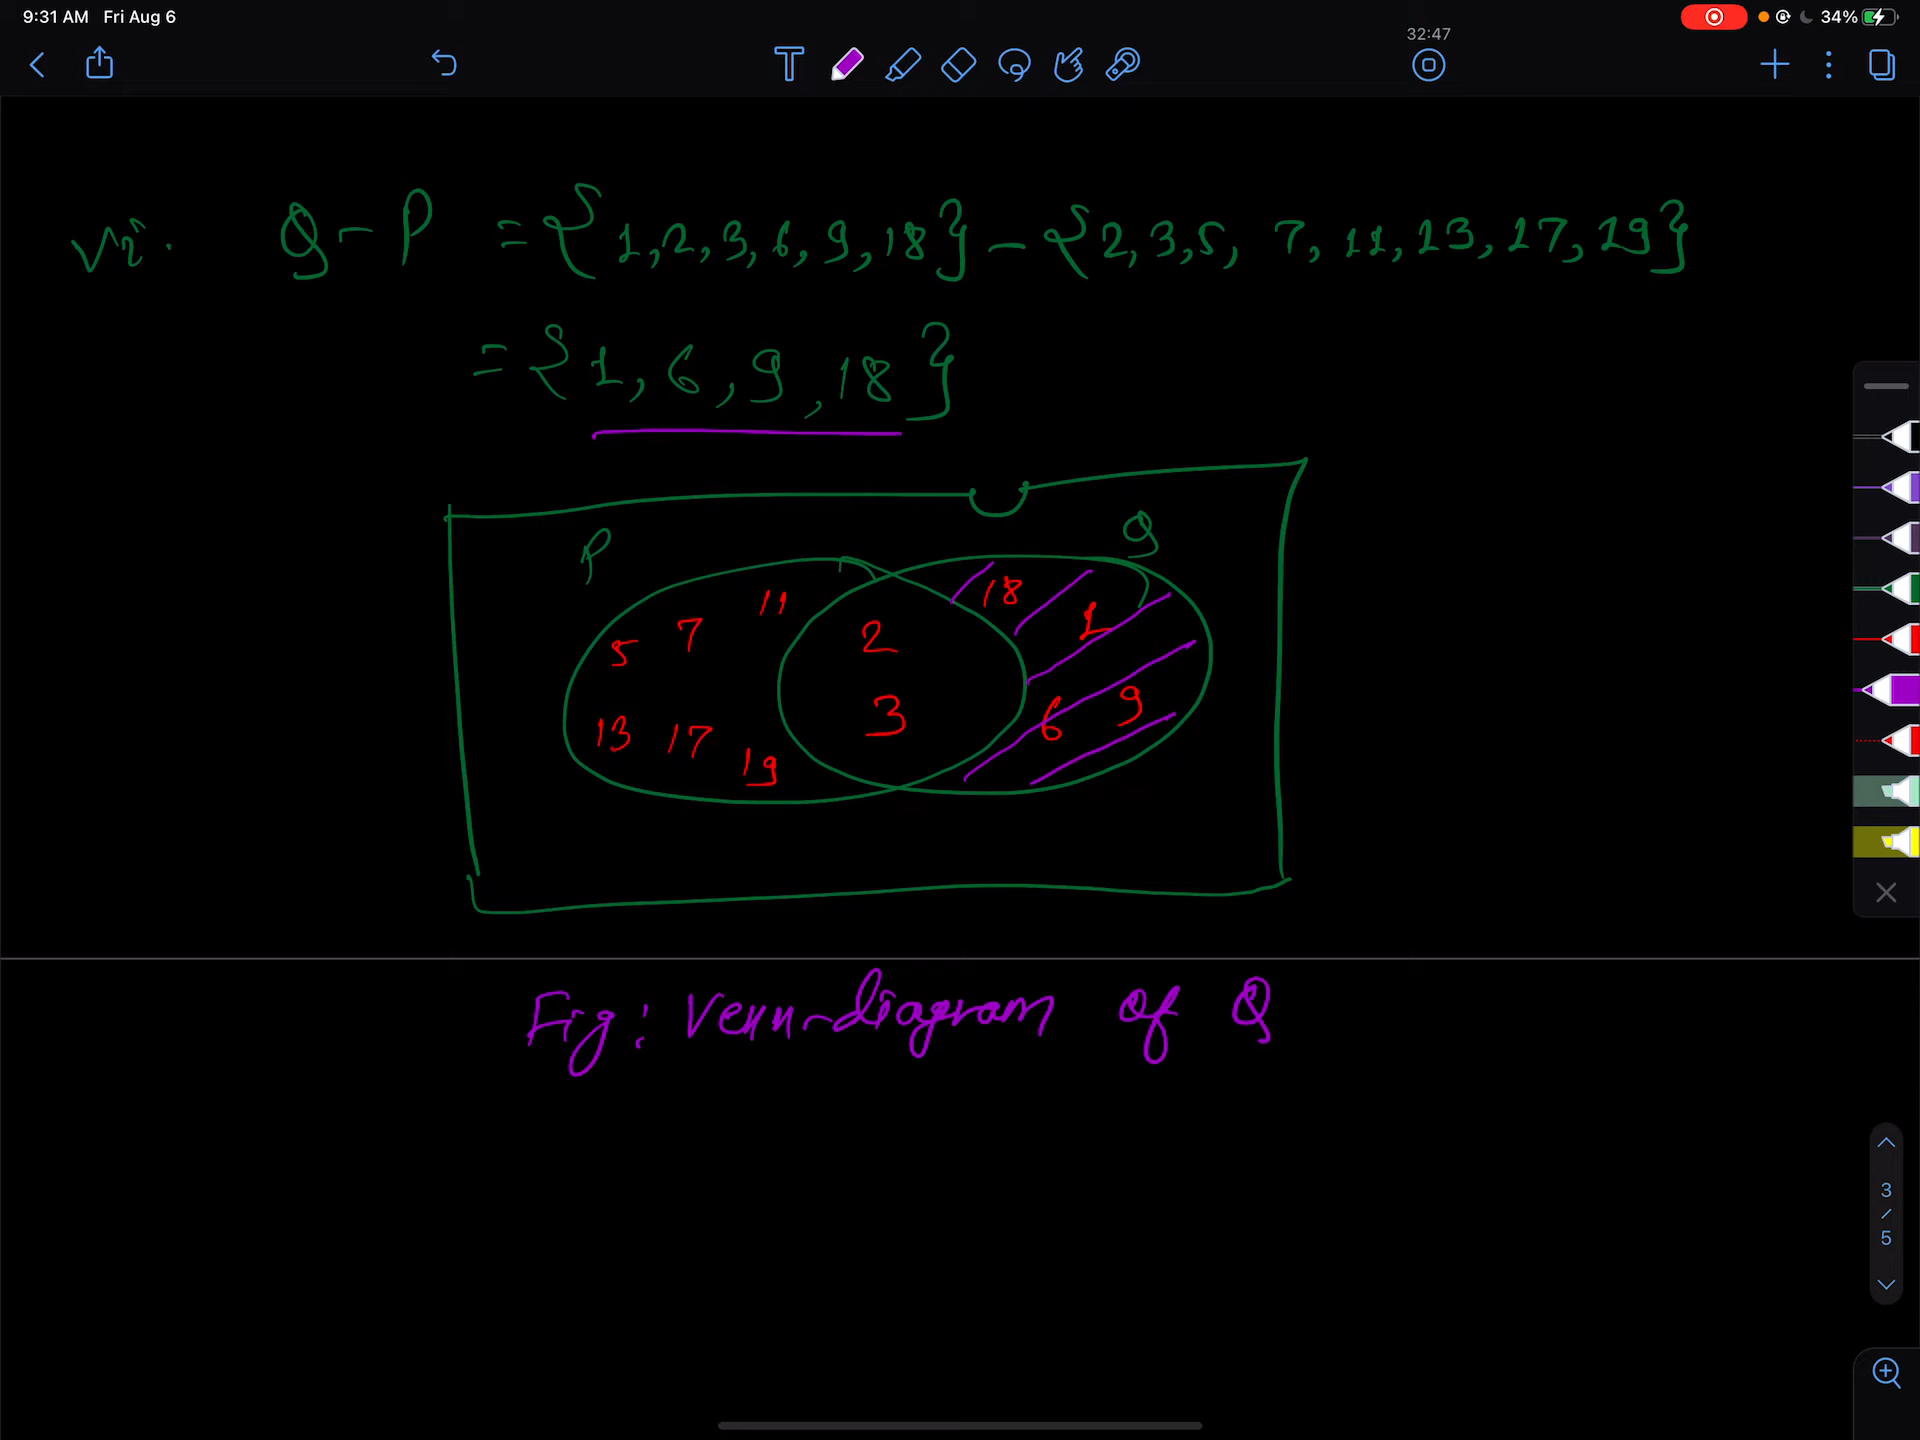 9:31 AM Fri Aug 6
34%
32:47
vi. Q - P = {1,2,3,6,9,18} - {2,3,5, 7,11,13,17,19}
= {1,6,9,18}
U
P Q
5 7 11 2 18 1
13 17 19 3 6 9
Fig: Venn-diagram of Q
3
/
5